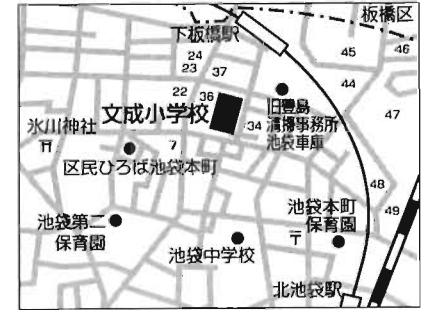 板橋区
下板橋駅
24
23
37
45
46
44
22
36
文成小学校
旧豊島
清掃事務所
池袋車庫
47
氷川神社
34
7
区民ひろば池袋本町
48
池袋第二
保育園
池袋本町
保育園
〒
49
池袋中学校
北池袋駅